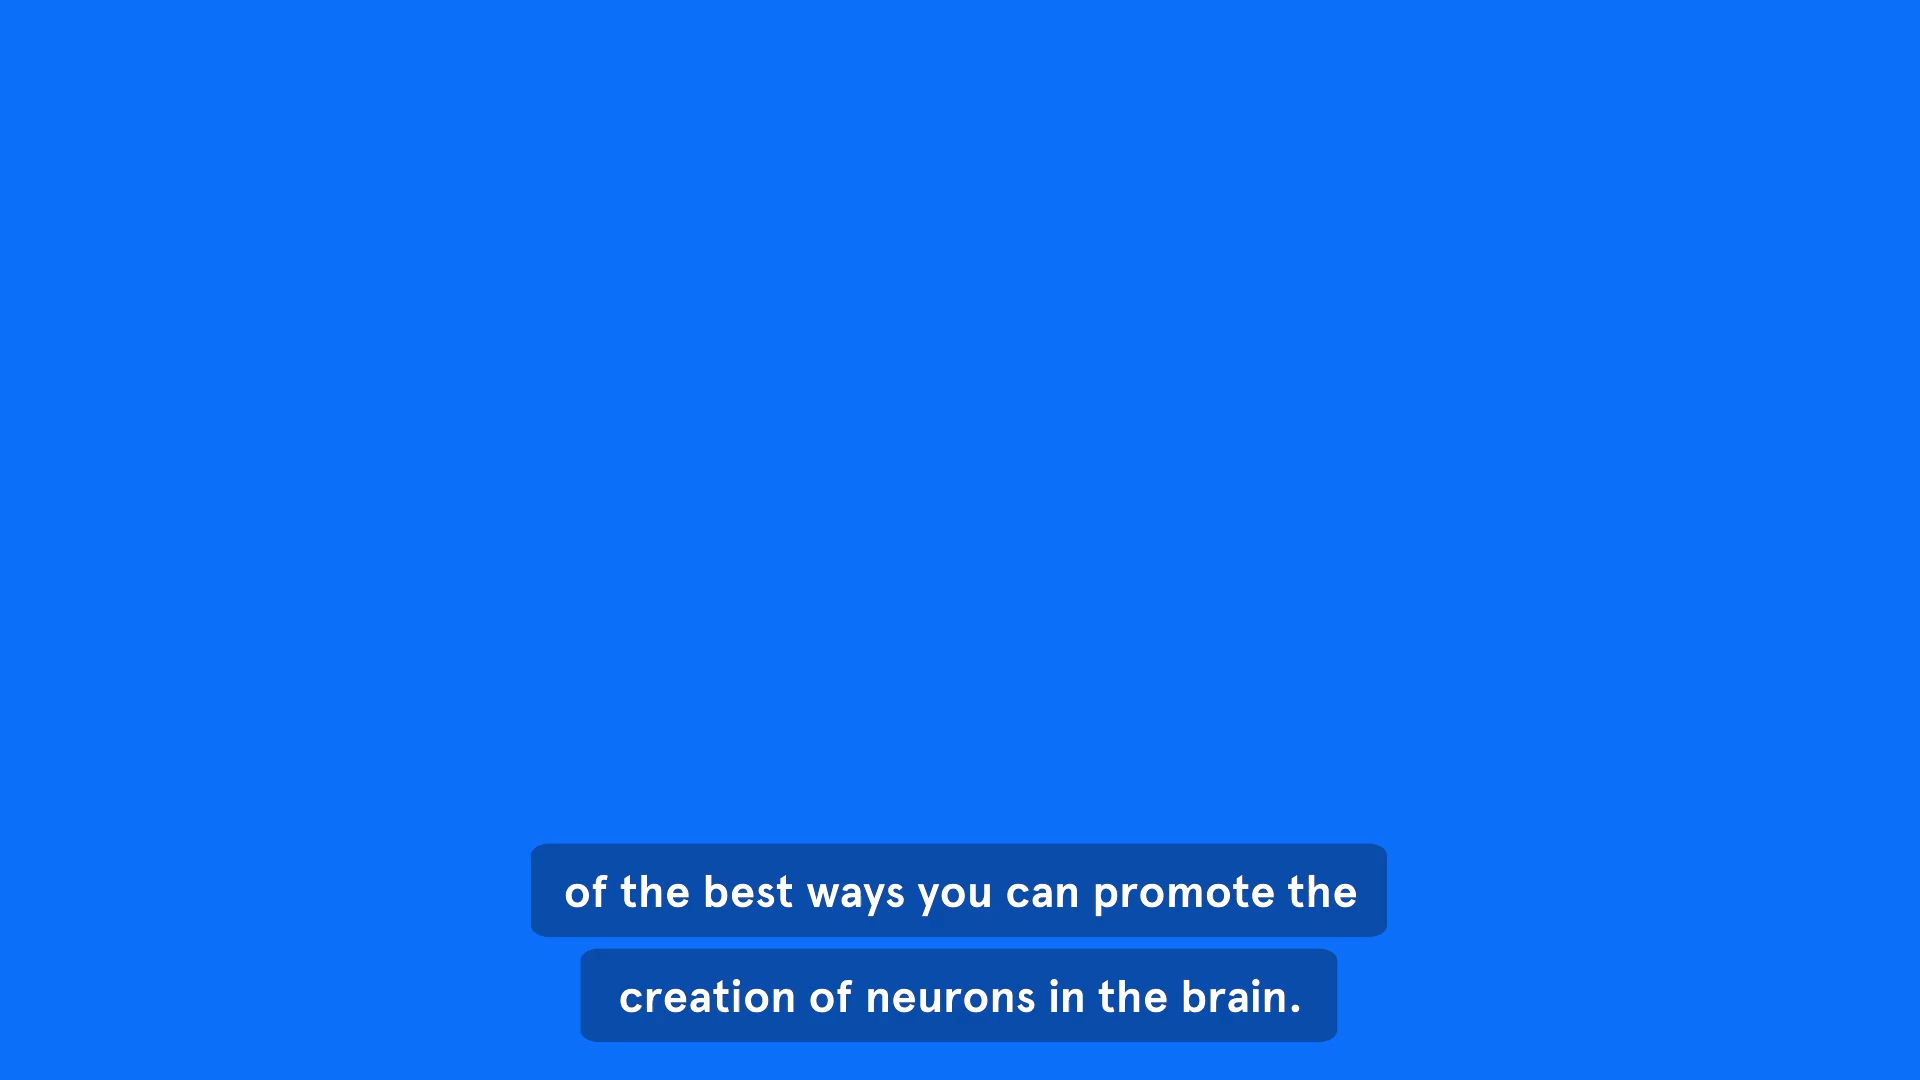 of the best ways you can promote the
creation of neurons in the brain.